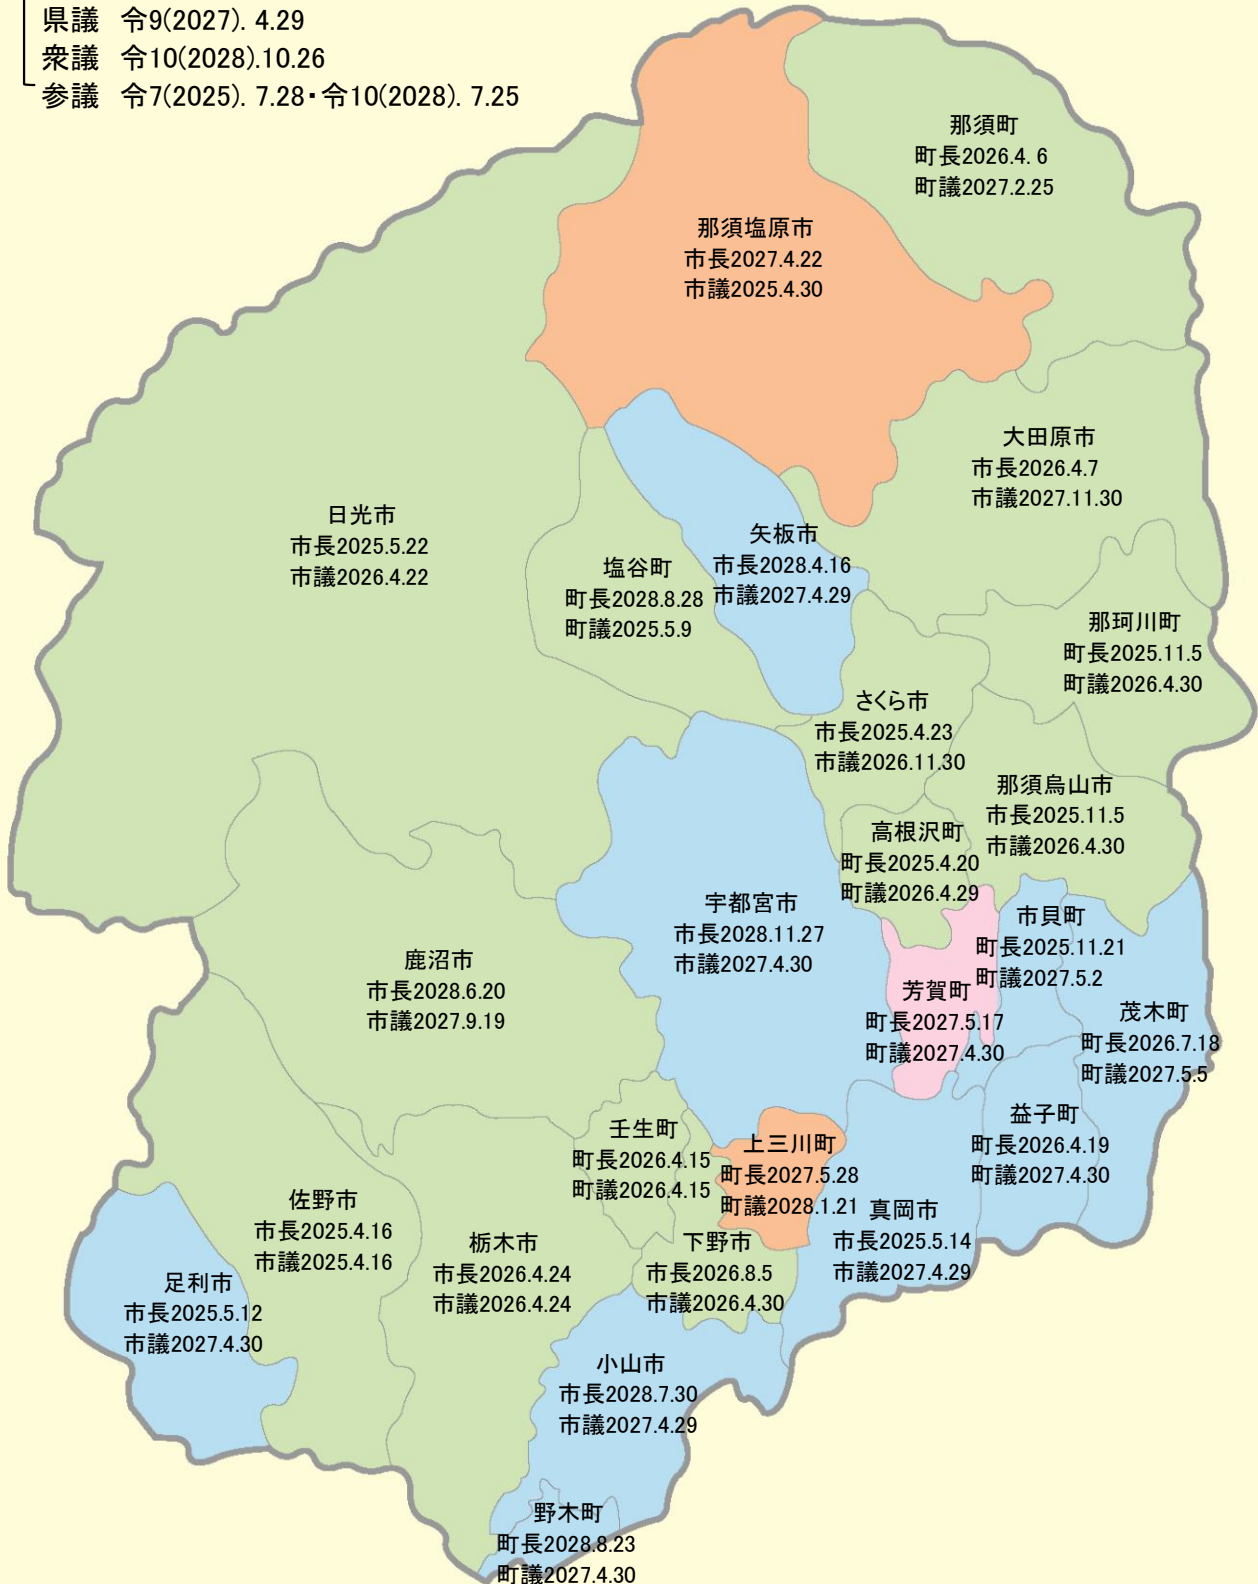 県議 令9(2027). 4.29
衆議 令10(2028).10.26
参議 令7(2025). 7.28・令10(2028). 7.25
那須町
町長2026.4. 6
町議2027.2.25
那須塩原市
市長2027.4.22
市議2025.4.30
大田原市
市長2026.4.7
市議2027.11.30
日光市
市長2025.5.22
市議2026.4.22
矢板市
市長2028.4.16
市議2027.4.29
塩谷町
町長2028.8.28
町議2025.5.9
那珂川町
町長2025.11.5
町議2026.4.30
さくら市
市長2025.4.23
市議2026.11.30
那須烏山市
市長2025.11.5
市議2026.4.30
高根沢町
町長2025.4.20
町議2026.4.29
宇都宮市
市長2028.11.27
市議2027.4.30
市貝町
町長2025.11.21
町議2027.5.2
鹿沼市
市長2028.6.20
市議2027.9.19
芳賀町
町長2027.5.17
町議2027.4.30
茂木町
町長2026.7.18
町議2027.5.5
益子町
町長2026.4.19
町議2027.4.30
壬生町
町長2026.4.15
町議2026.4.15
上三川町
町長2027.5.28
町議2028.1.21
佐野市
市長2025.4.16
市議2025.4.16
真岡市
市長2025.5.14
市議2027.4.29
栃木市
市長2026.4.24
市議2026.4.24
下野市
市長2026.8.5
市議2026.4.30
足利市
市長2025.5.12
市議2027.4.30
小山市
市長2028.7.30
市議2027.4.29
野木町
町長2028.8.23
町議2027.4.30